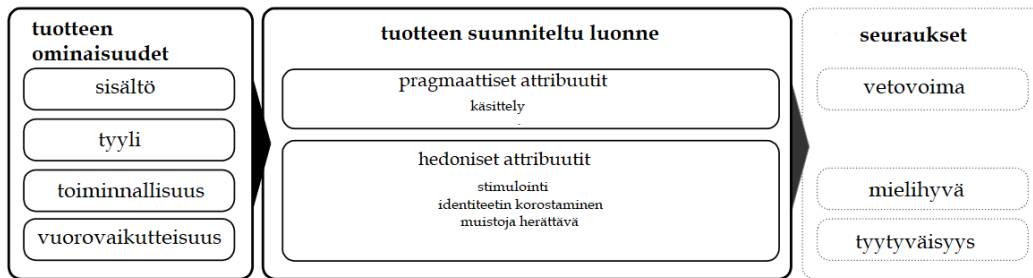 tuotteen
ominaisuudet
sisältö
tyyli
toiminnallisuus
vuorovaikutteisuus
tuotteen suunniteltu luonne
pragmaattiset attribuutit
käsittely
hedoniset attribuutit
stimulointi
identiteetin korostaminen
muistoja herättävä
seuraukset
vetovoima
mielihyvä
tyytyväisyys